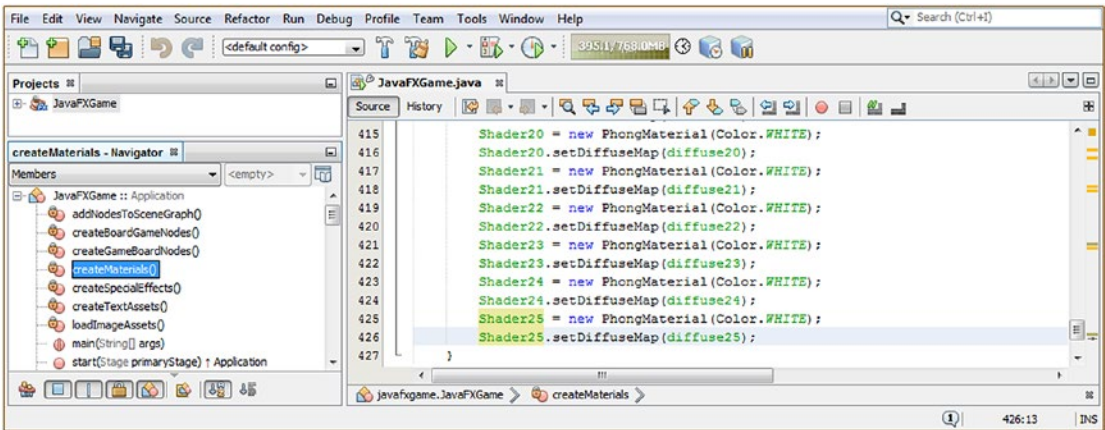 File Edit View Navigate Source Refactor Run Debug Profile Team Tools Window Help Search (Ctrl+I)
<default config> 395.1/768.0MB
Projects
JavaFXGame
createMaterials - Navigator
Members <empty>
JavaFXGame :: Application
addNodesToSceneGraph()
createBoardGameNodes()
createGameBoardNodes()
createMaterials()
createSpecialEffects()
createTextAssets()
loadImageAssets()
main(String[] args)
start(Stage primaryStage) ↑ Application
JavaFXGame.java
Source History
415 Shader20 = new PhongMaterial(Color.WHITE);
416 Shader20.setDiffuseMap(diffuse20);
417 Shader21 = new PhongMaterial(Color.WHITE);
418 Shader21.setDiffuseMap(diffuse21);
419 Shader22 = new PhongMaterial(Color.WHITE);
420 Shader22.setDiffuseMap(diffuse22);
421 Shader23 = new PhongMaterial(Color.WHITE);
422 Shader23.setDiffuseMap(diffuse23);
423 Shader24 = new PhongMaterial(Color.WHITE);
424 Shader24.setDiffuseMap(diffuse24);
425 Shader25 = new PhongMaterial(Color.WHITE);
426 Shader25.setDiffuseMap(diffuse25);
427 }
javafxgame.JavaFXGame createMaterials
1 426:13 INS